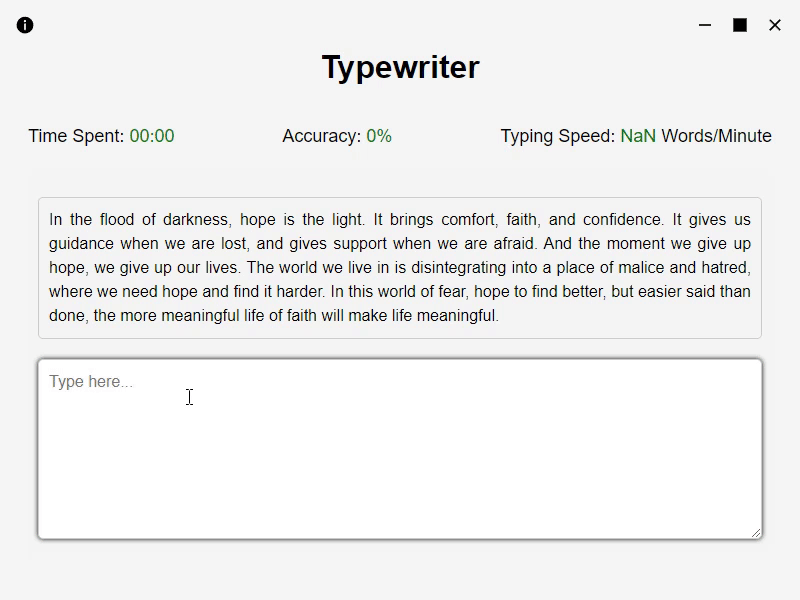 Typewriter
Time Spent: 00:00 Accuracy: 0% Typing Speed: NaN Words/Minute
In the flood of darkness, hope is the light. It brings comfort, faith, and confidence. It gives us
guidance when we are lost, and gives support when we are afraid. And the moment we give up
hope, we give up our lives. The world we live in is disintegrating into a place of malice and hatred,
where we need hope and find it harder. In this world of fear, hope to find better, but easier said than
done, the more meaningful life of faith will make life meaningful.
Type here...